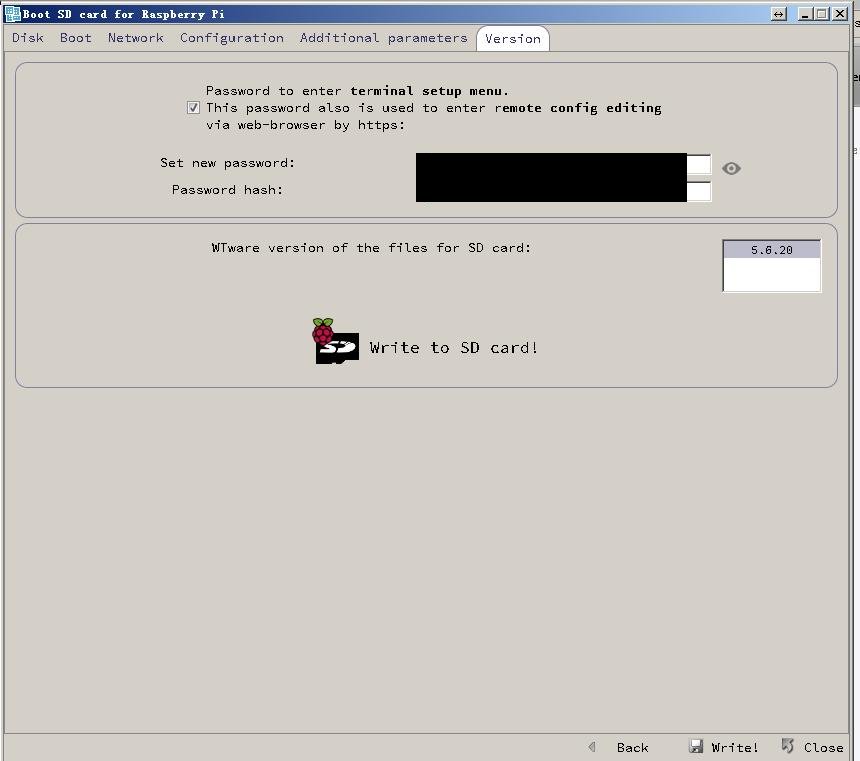 Boot SD card for Raspberry Pi
Disk Boot Network Configuration Additional parameters Version
Password to enter terminal setup menu.
This password also is used to enter remote config editing
via web-browser by https:
Set new password:
Password hash:
WTware version of the files for SD card:
5.6.20
SD
Write to SD card!
Back Write! Close